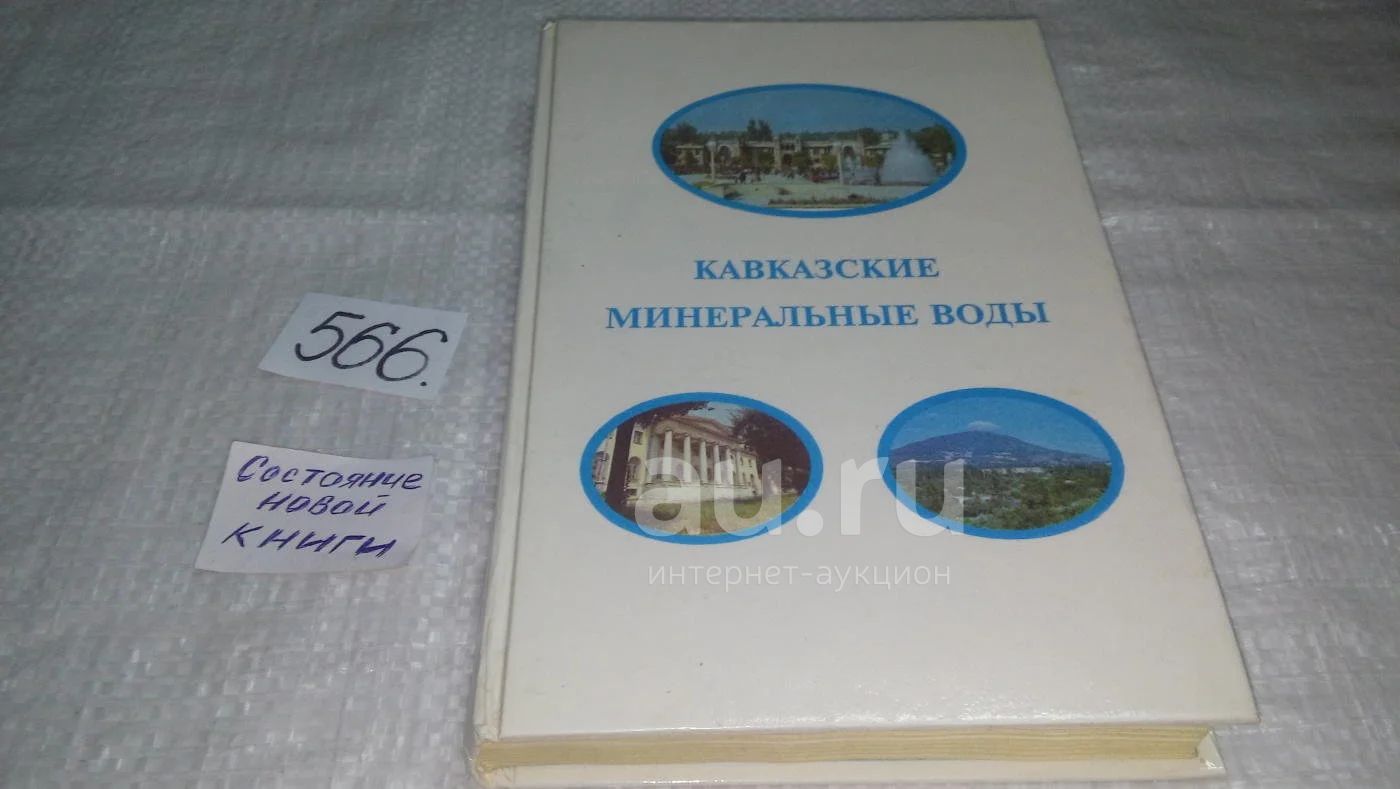 КАВКАЗСКИЕ
МИНЕРАЛЬНЫЕ ВОДЫ
566.
Состояние
новой
книги
au.ru
интернет-аукцион